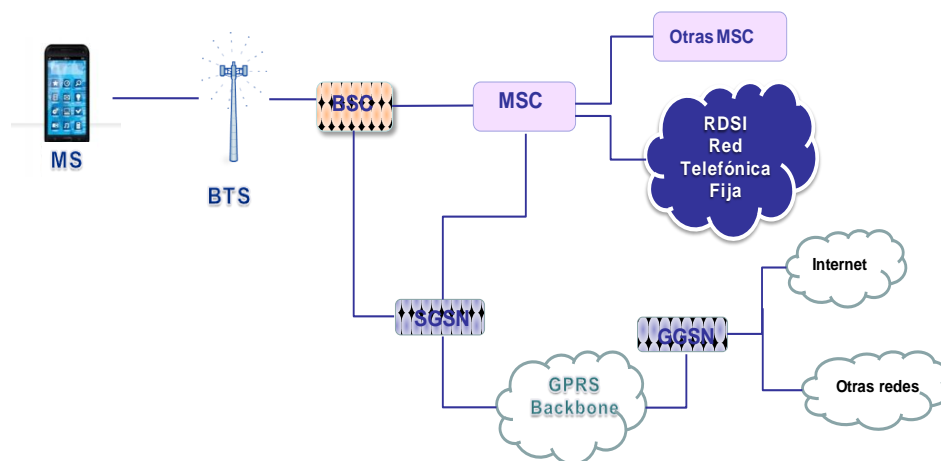 MS
BTS
BSC
MSC
Otras MSC
RDSI
Red
Telefónica
Fija
SGSN
GPRS
Backbone
GGSN
Internet
Otras redes